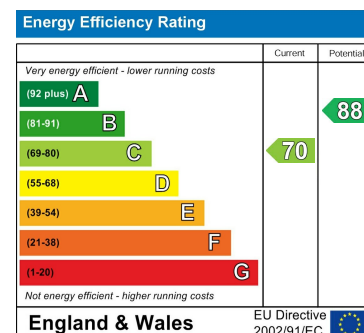 Energy Efficiency Rating
Current Potential
Very energy efficient - lower running costs
(92 plus) A
(81-91) B
88
(69-80) C
70
(55-68) D
(39-54) E
(21-38) F
(1-20) G
Not energy efficient - higher running costs
England & Wales
EU Directive
2002/91/EC